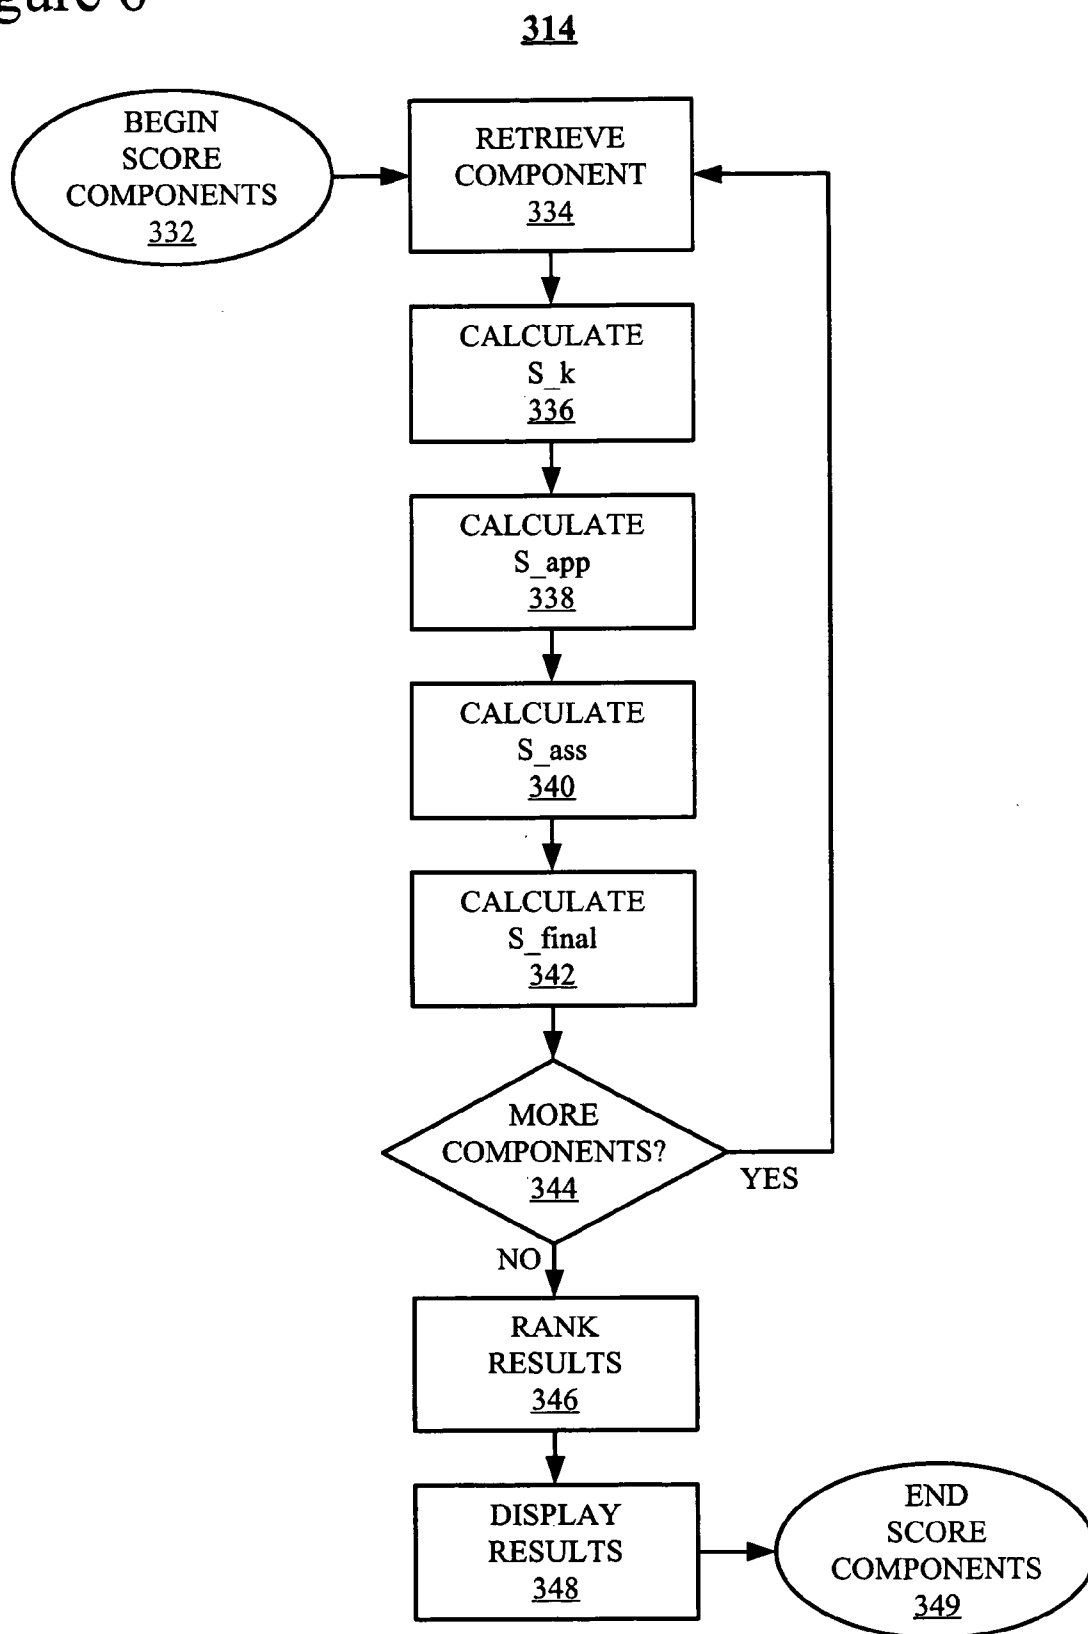 314
BEGIN
SCORE
COMPONENTS
332
RETRIEVE
COMPONENT
334
CALCULATE
S_k
336
CALCULATE
S_app
338
CALCULATE
S_ass
340
CALCULATE
S_final
342
MORE
COMPONENTS?
344
YES
NO
RANK
RESULTS
346
DISPLAY
RESULTS
348
END
SCORE
COMPONENTS
349